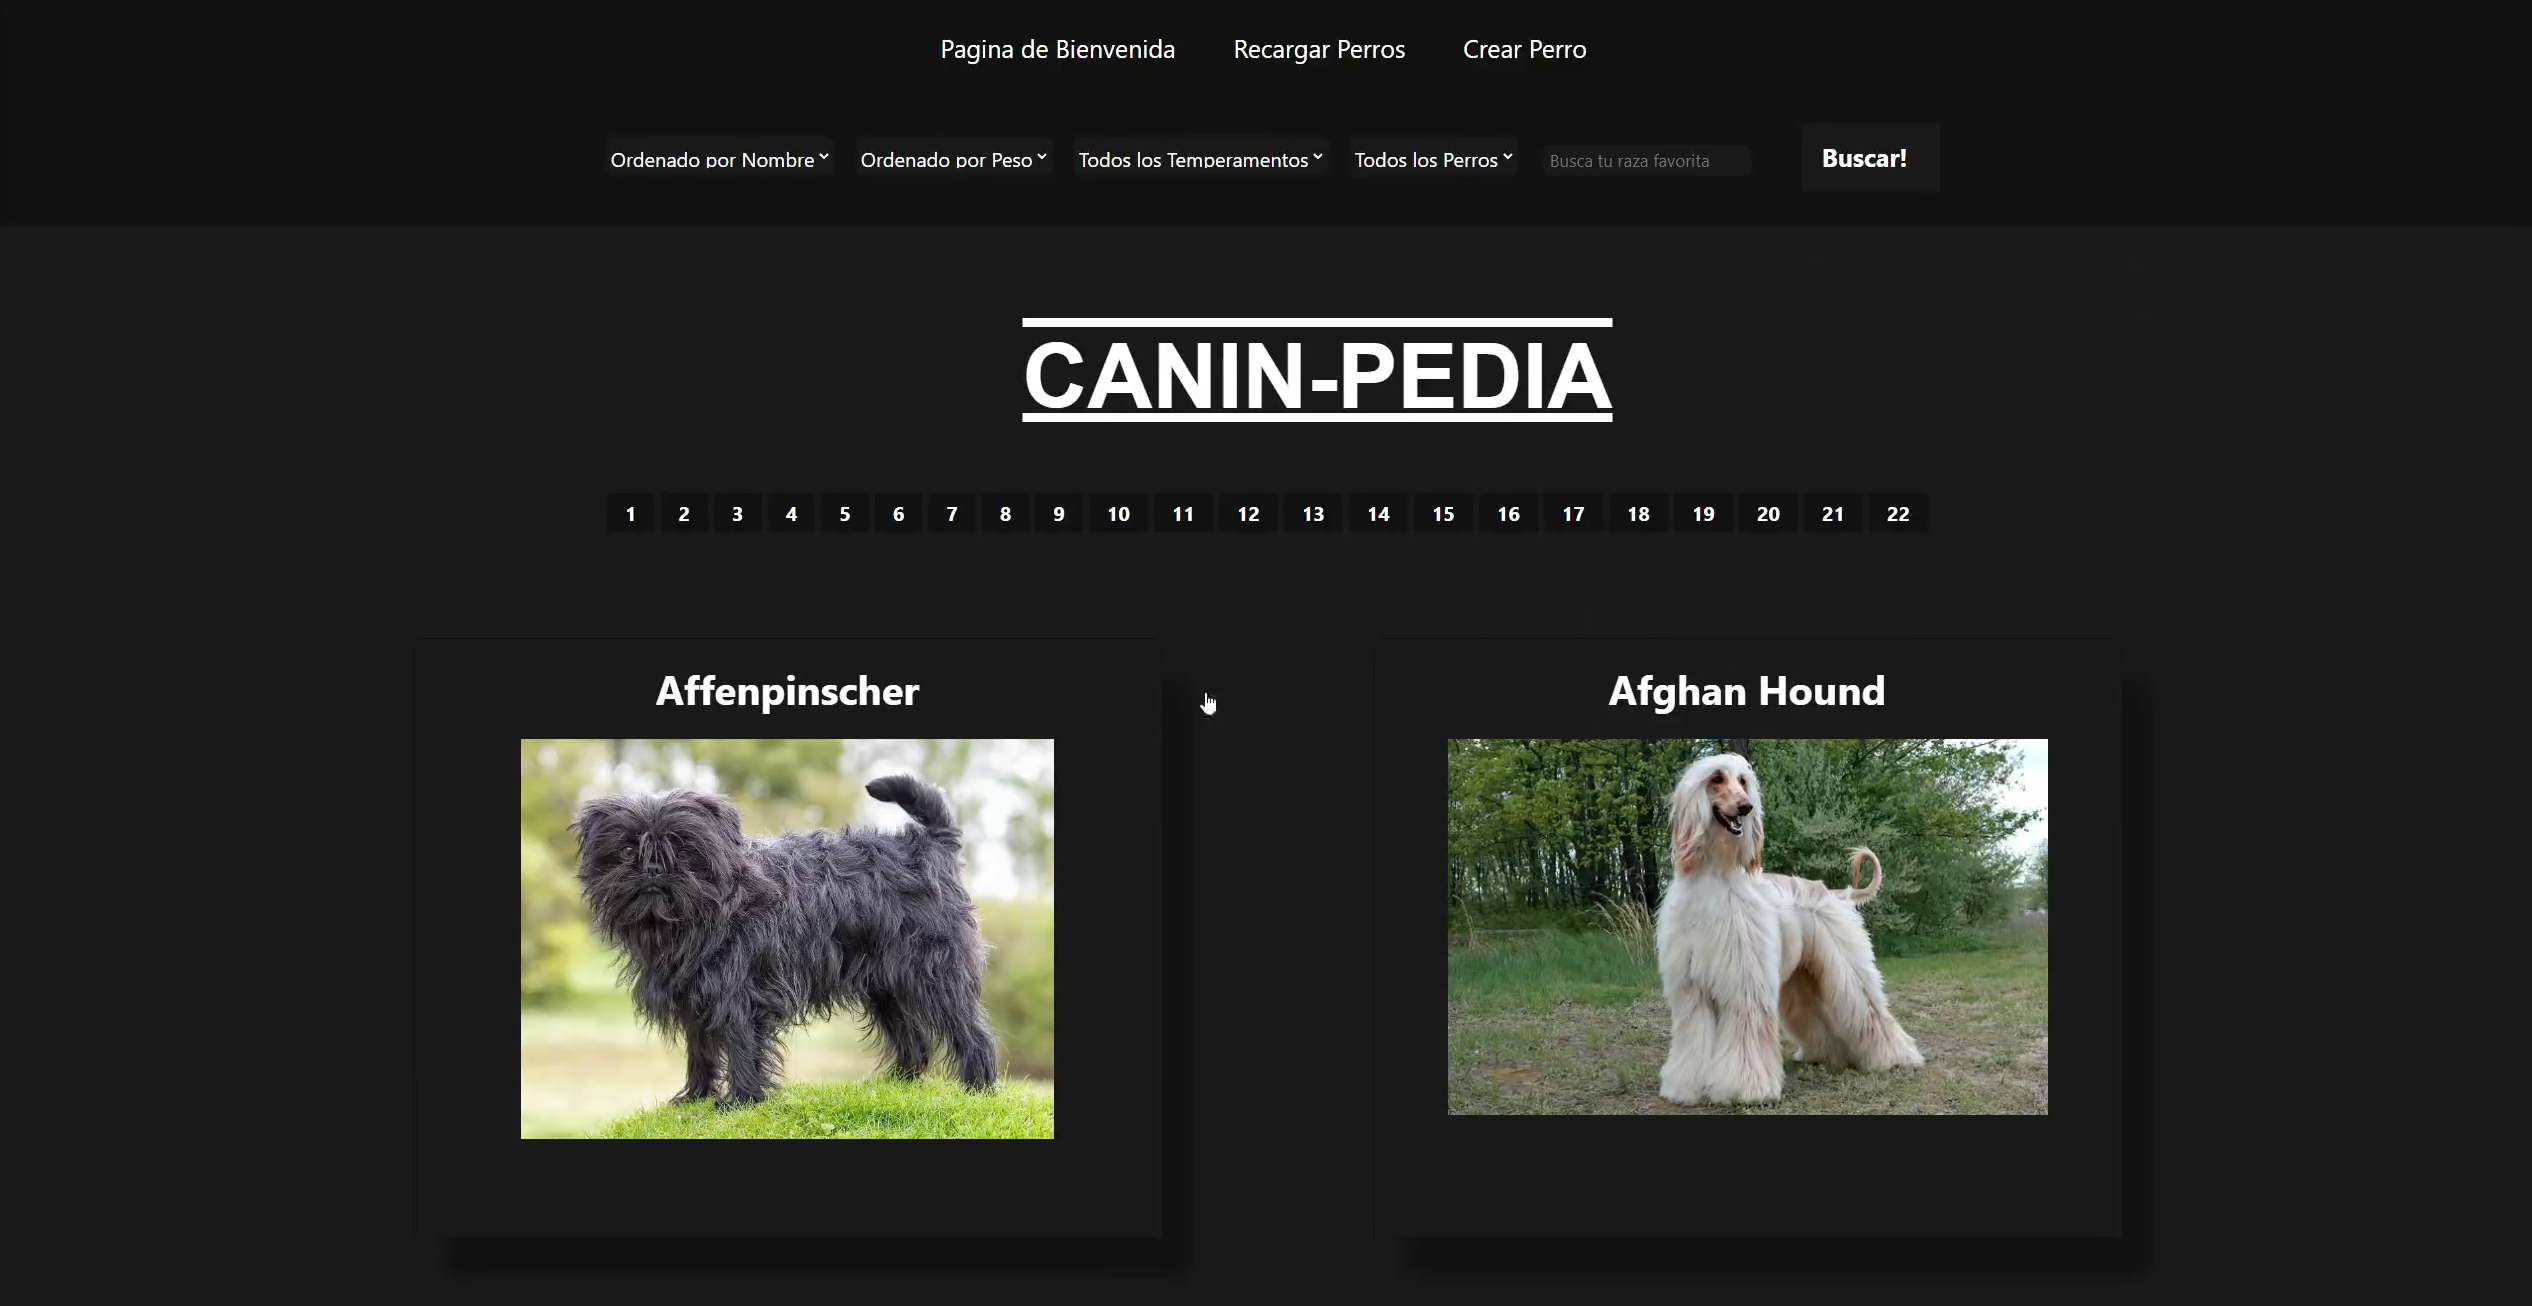 Pagina de Bienvenida Recargar Perros Crear Perro
Ordenado por Nombre Ordenado por Peso Todos los Temperamentos Todos los Perros Busca tu raza favorita Buscar!
CANIN-PEDIA
1 2 3 4 5 6 7 8 9 10 11 12 13 14 15 16 17 18 19 20 21 22
Affenpinscher Afghan Hound